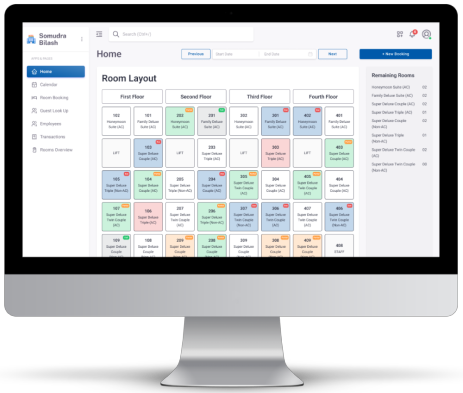 Somudra
Bilash
Search (Ctrl+/)
Home
Previous
Start Date
End Date
Next
+ New Booking
Home
Calendar
Room Booking
Guest Look Up
Employees
Transactions
Rooms Overview
Room Layout
First Floor
Second Floor
Third Floor
Fourth Floor
102
Honeymoon
Suite (AC)
101
Family Deluxe
Suite (AC)
202
Honeymoon
Suite (AC)
201
Family Deluxe
Suite (AC)
302
Honeymoon
Suite (AC)
301
Family Deluxe
Suite (AC)
402
Honeymoon
Suite (AC)
401
Family Deluxe
Suite (AC)
LIFT
103
Super Deluxe
Couple (AC)
LIFT
203
Super Deluxe
Triple (AC)
LIFT
303
Super Deluxe
Triple (AC)
LIFT
403
Super Deluxe
Couple (AC)
105
Super Deluxe
Triple (Non-AC)
104
Super Deluxe
Couple (AC)
205
Super Deluxe
Triple (Non-AC)
204
Super Deluxe
Couple (AC)
305
Super Deluxe
Twin Couple
(AC)
304
Super Deluxe
Couple (AC)
405
Super Deluxe
Twin Couple
(AC)
404
Super Deluxe
Couple (AC)
107
Super Deluxe
Twin Couple
(AC)
106
Super Deluxe
Triple (AC)
207
Super Deluxe
Twin Couple
(AC)
206
Super Deluxe
Triple (Non-AC)
307
Super Deluxe
Twin Couple
(Non-AC)
306
Super Deluxe
Twin Couple
(Non-AC)
407
Super Deluxe
Twin Couple
(AC)
406
Super Deluxe
Twin Couple
(Non-AC)
109
Super Deluxe
Couple
108
Super Deluxe
Couple
209
Super Deluxe
Couple
208
Super Deluxe
Couple
309
Super Deluxe
Couple
308
Super Deluxe
Couple
409
Super Deluxe
Couple
408
STAFF
Remaining Rooms
Honeymoon Suite (AC) 02
Family Deluxe Suite (AC) 03
Super Deluxe Couple (AC) 02
Super Deluxe Triple (AC) 01
Super Deluxe Couple
(Non-AC)
Super Deluxe Triple
(Non-AC) 01
Super Deluxe Twin Couple
(AC)
Super Deluxe Twin Couple
(Non-AC)